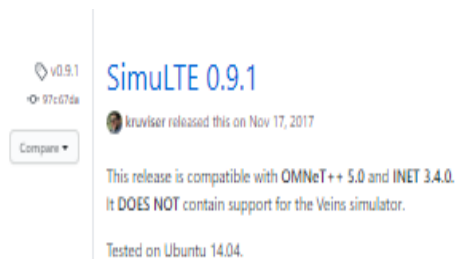 v0.9.1
97c67da
Compare
SimuLTE 0.9.1
kruviser released this on Nov 17, 2017
This release is compatible with OMNeT++ 5.0 and INET 3.4.0.
It DOES NOT contain support for the Veins simulator.
Tested on Ubuntu 14.04.